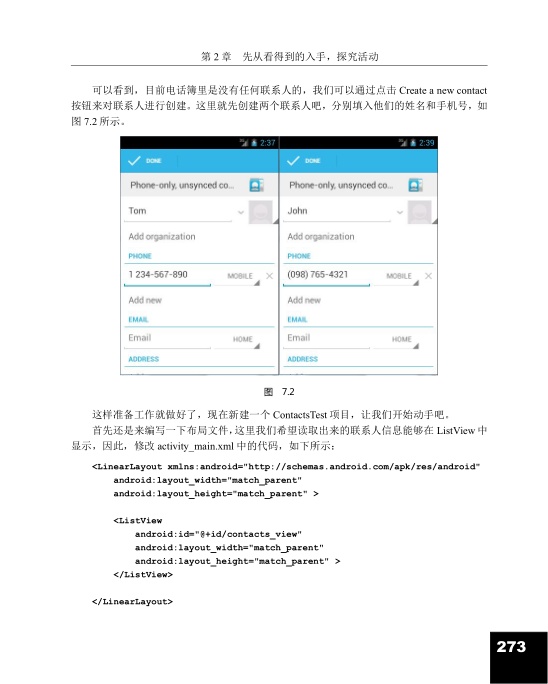 第 2 章 先从看得到的入手，探究活动
可以看到，目前电话簿里是没有任何联系人的，我们可以通过点击 Create a new contact
按钮来对联系人进行创建。这里就先创建两个联系人吧，分别填入他们的姓名和手机号，如
图 7.2 所示。
2:37
DONE
Phone-only, unsynced co...
Tom
Add organization
PHONE
1 234-567-890 MOBILE
Add new
EMAIL
Email HOME
ADDRESS
2:39
DONE
Phone-only, unsynced co...
John
Add organization
PHONE
(098) 765-4321 MOBILE
Add new
EMAIL
Email HOME
ADDRESS
图 7.2
这样准备工作就做好了，现在新建一个 ContactsTest 项目，让我们开始动手吧。
首先还是来编写一下布局文件，这里我们希望读取出来的联系人信息能够在 ListView 中
显示，因此，修改 activity_main.xml 中的代码，如下所示：
<LinearLayout xmlns:android="http://schemas.android.com/apk/res/android"
android:layout_width="match_parent"
android:layout_height="match_parent" >
<ListView
android:id="@+id/contacts_view"
android:layout_width="match_parent"
android:layout_height="match_parent" >
</ListView>
</LinearLayout>
273